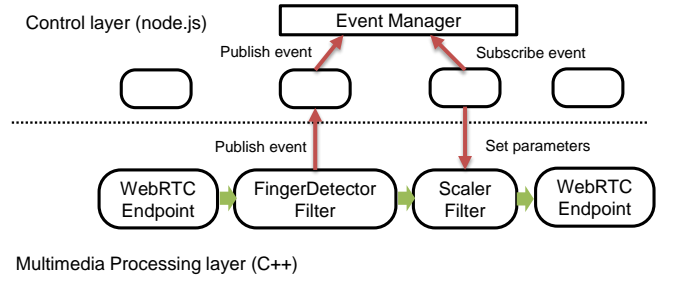 Control layer (node.js)
Event Manager
Publish event
Subscribe event
Publish event
Set parameters
WebRTC
Endpoint
FingerDetector
Filter
Scaler
Filter
WebRTC
Endpoint
Multimedia Processing layer (C++)